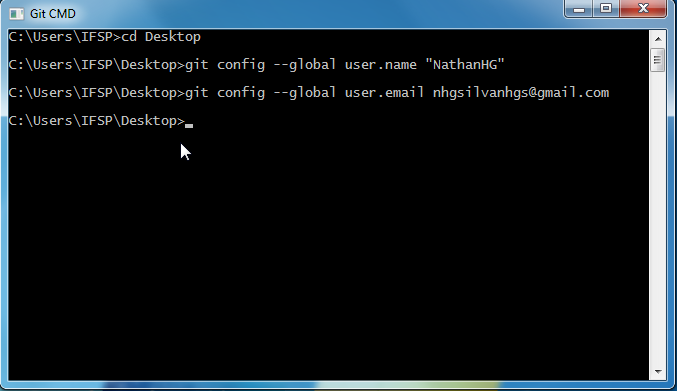 Git CMD
C:\Users\IFSP>cd Desktop
C:\Users\IFSP\Desktop>git config --global user.name "NathanHG"
C:\Users\IFSP\Desktop>git config --global user.email nhgsilvanhgs@gmail.com
C:\Users\IFSP\Desktop>